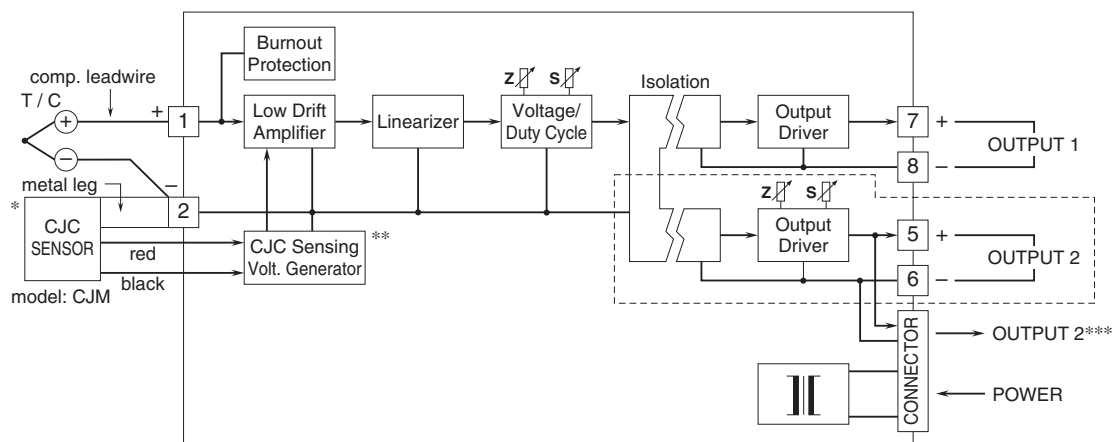 Burnout
Protection
comp. leadwire
T / C
+
+
1
Low Drift
Amplifier
Linearizer
Z
S
Voltage/
Duty Cycle
Isolation
Output
Driver
7
+
8
–
OUTPUT 1
–
–
metal leg
2
*
CJC
SENSOR
red
black
model: CJM
CJC Sensing
Volt. Generator
**
Z
S
Output
Driver
5
+
6
–
OUTPUT 2
CONNECTOR
OUTPUT 2***
POWER